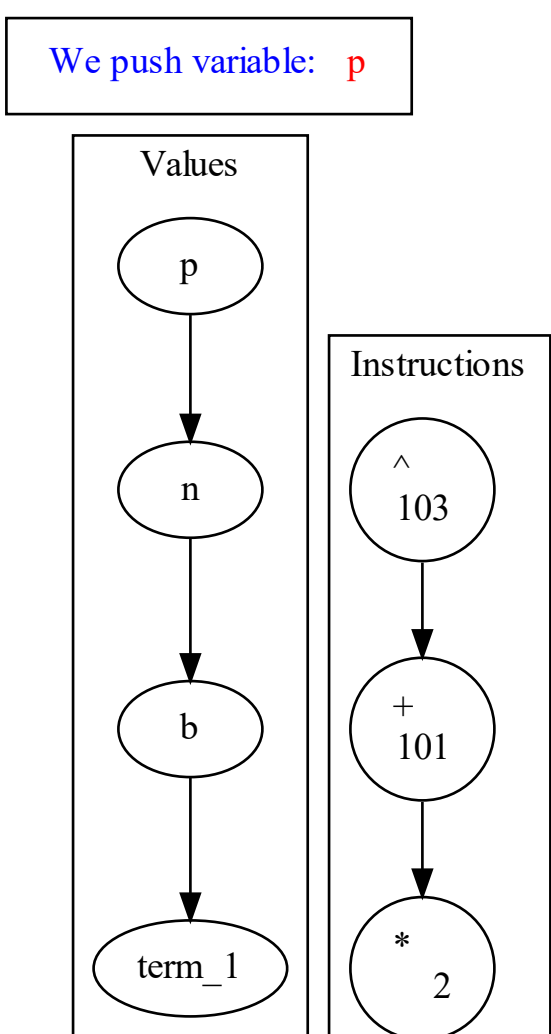 We push variable: p
Values
p
n
b
term_1
Instructions
^
103
+
101
*
2